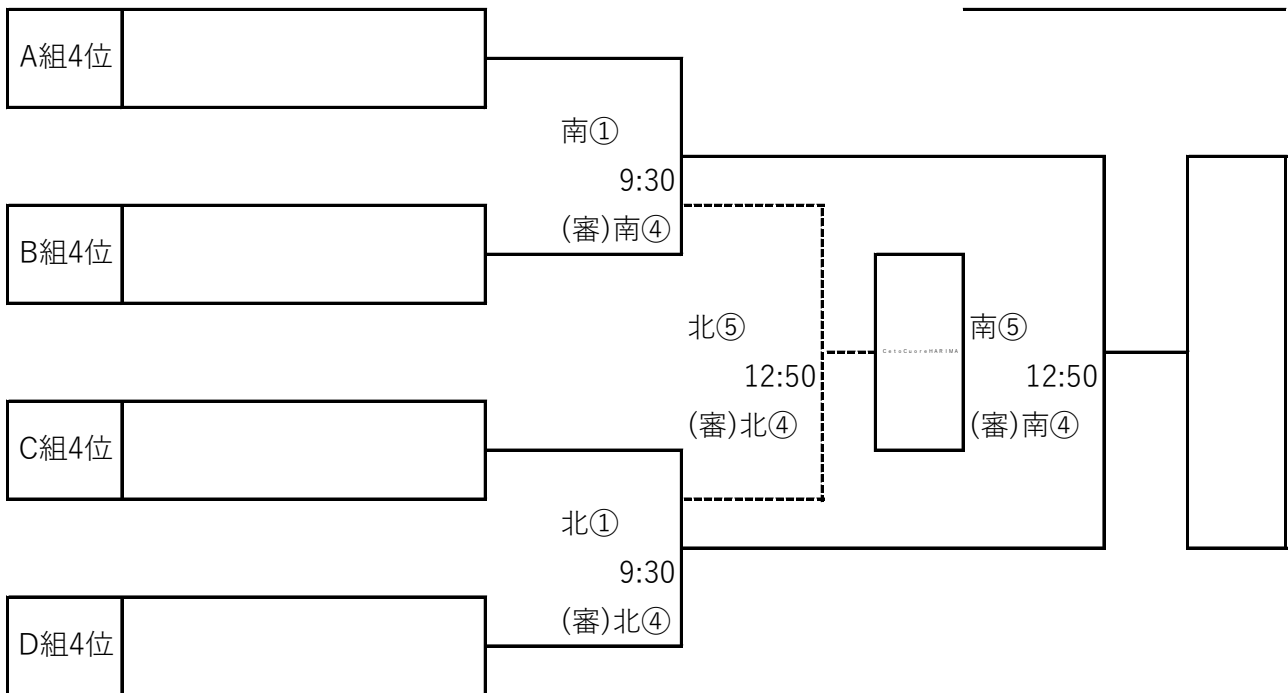 A組4位
南①
9:30
B組4位
(審)南④
北⑤
南⑤
CetoCuoreHARIMA
12:50
12:50
C組4位
(審)北④
(審)南④
北①
9:30
(審)北④
D組4位